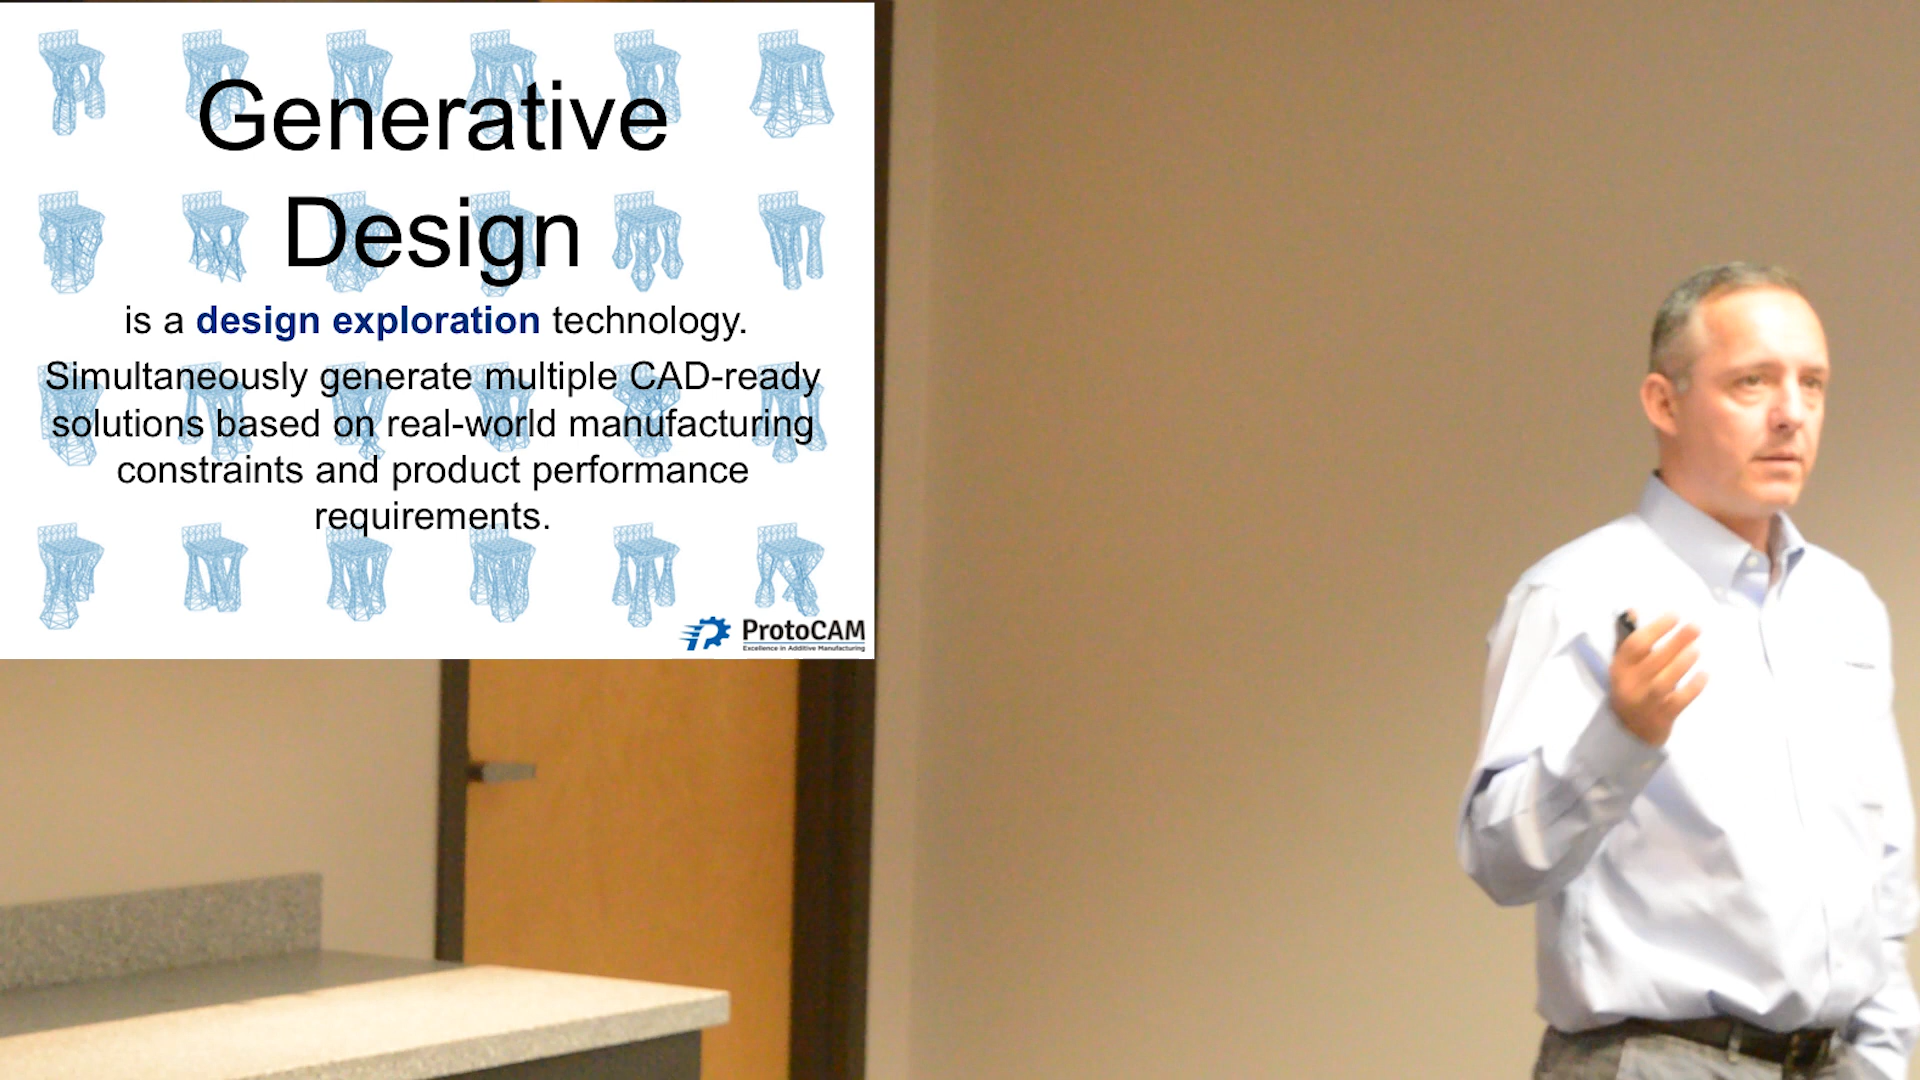 Generative
Design
is a design exploration technology.
Simultaneously generate multiple CAD-ready
solutions based on real-world manufacturing
constraints and product performance
requirements.
ProtoCAM
Excellence in Additive Manufacturing